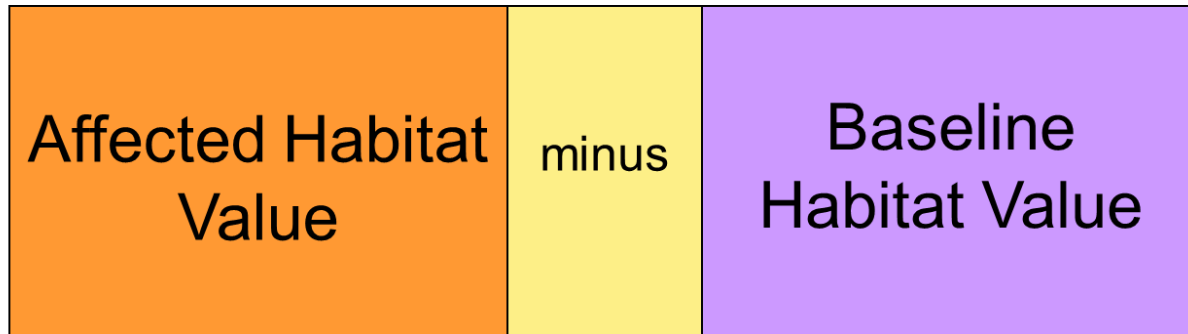 Affected Habitat
Value
minus
Baseline
Habitat Value